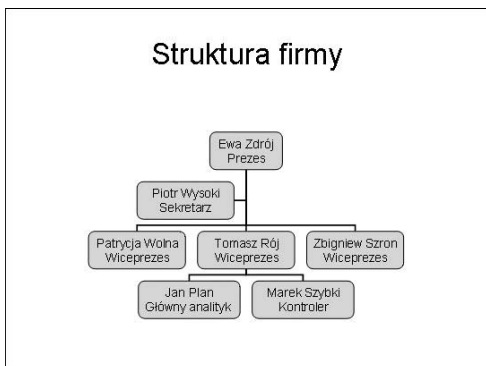 Struktura firmy
Ewa Zdrój
Prezes
Piotr Wysoki
Sekretarz
Patrycja Wolna
Wiceprezes
Tomasz Rój
Wiceprezes
Zbigniew Szron
Wiceprezes
Jan Plan
Główny analityk
Marek Szybki
Kontroler